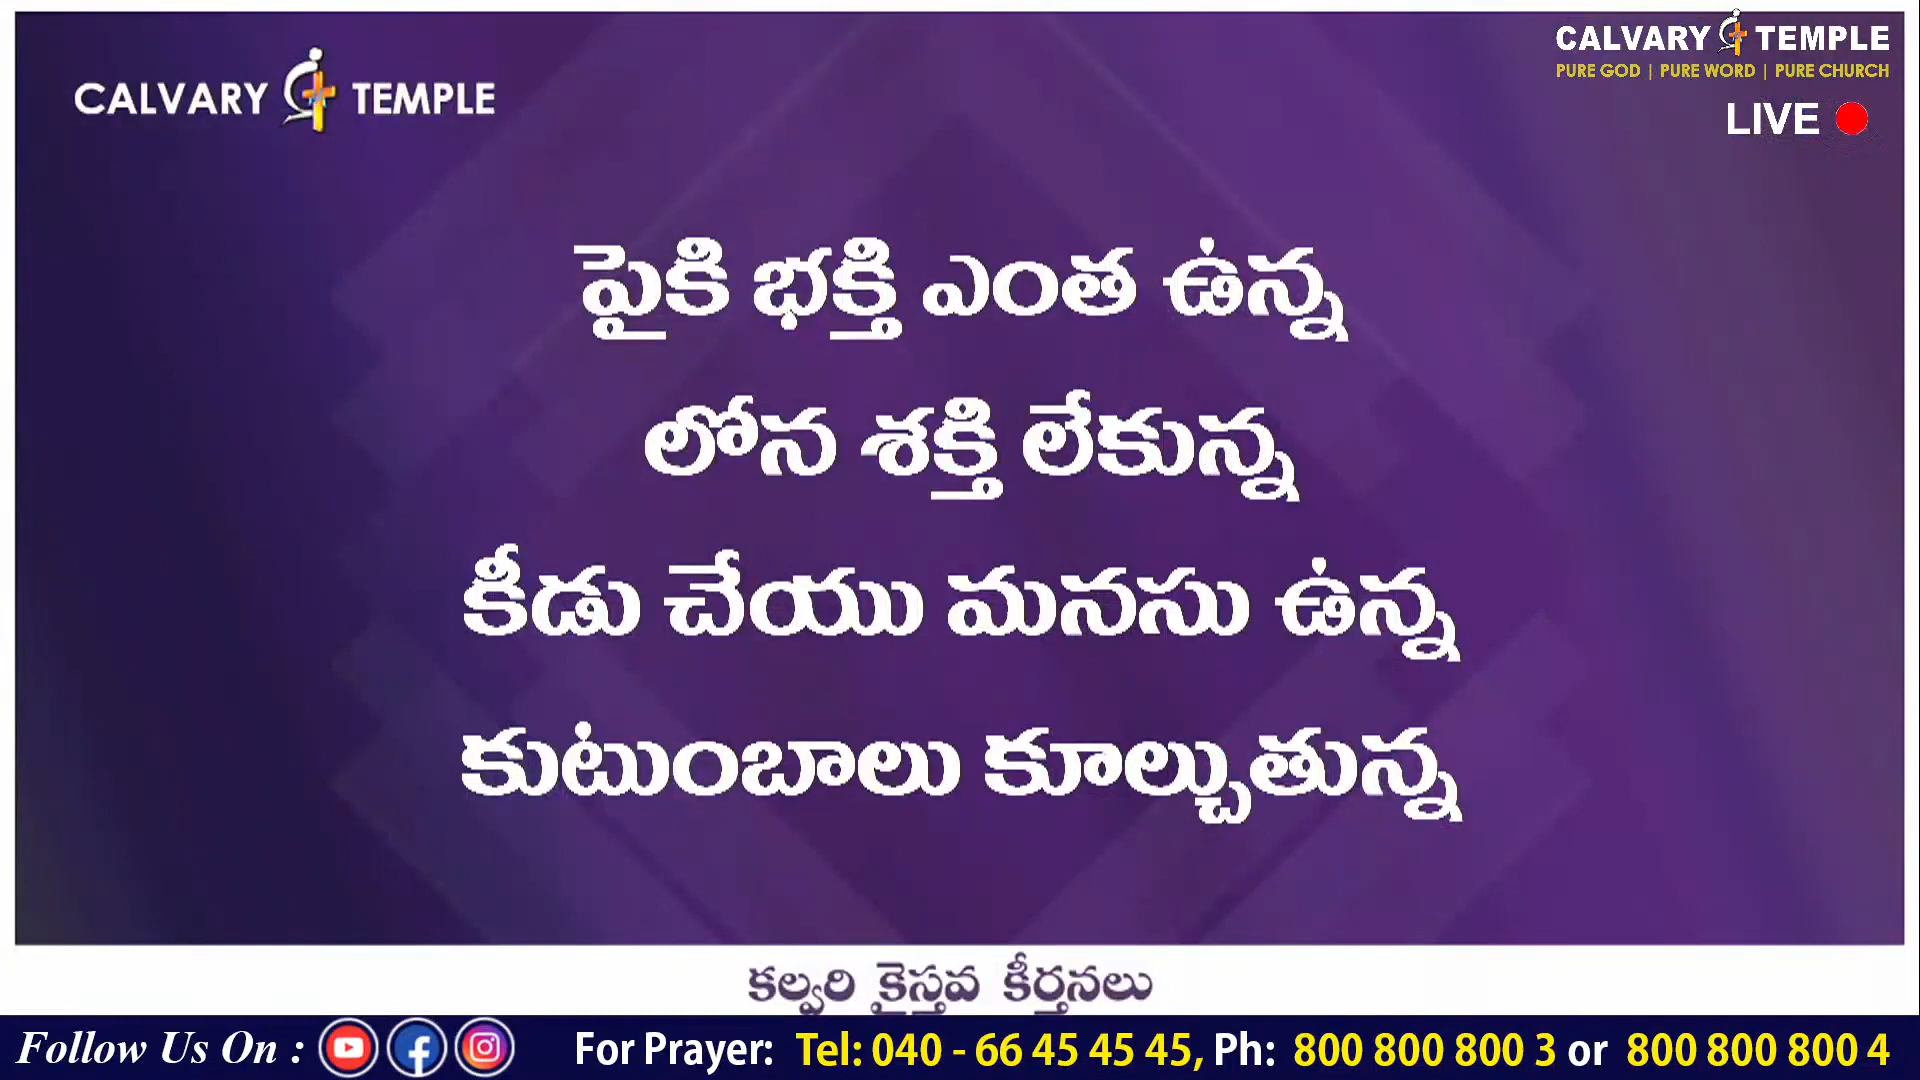 CALVARY TEMPLE
CALVARY TEMPLE
PURE GOD | PURE WORD | PURE CHURCH
LIVE
పైకి భక్తి ఎంత ఉన్న
లోన శక్తి లేకున్న
కీడు చేయు మనసు ఉన్న
కుటుంబాలు కూల్చుతున్న
కల్వరి క్రైస్తవ కీర్తనలు
Follow Us On : For Prayer: Tel: 040 - 66 45 45 45, Ph: 800 800 800 3 or 800 800 800 4